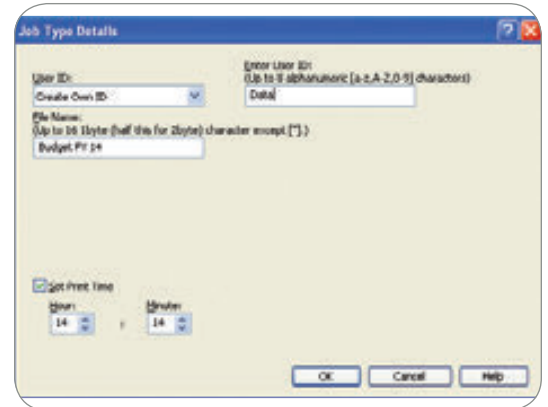 Job Type Details
User ID:
Create Own ID
Enter User ID:
(Up to 8 alphanumeric [a-z,A-Z,0-9] characters)
Data
File Name:
(Up to 16 1byte (half this for 2byte) character except ["].)
Budget FY 14
Set Print Time
Hour: Minute:
14 : 14
OK Cancel Help